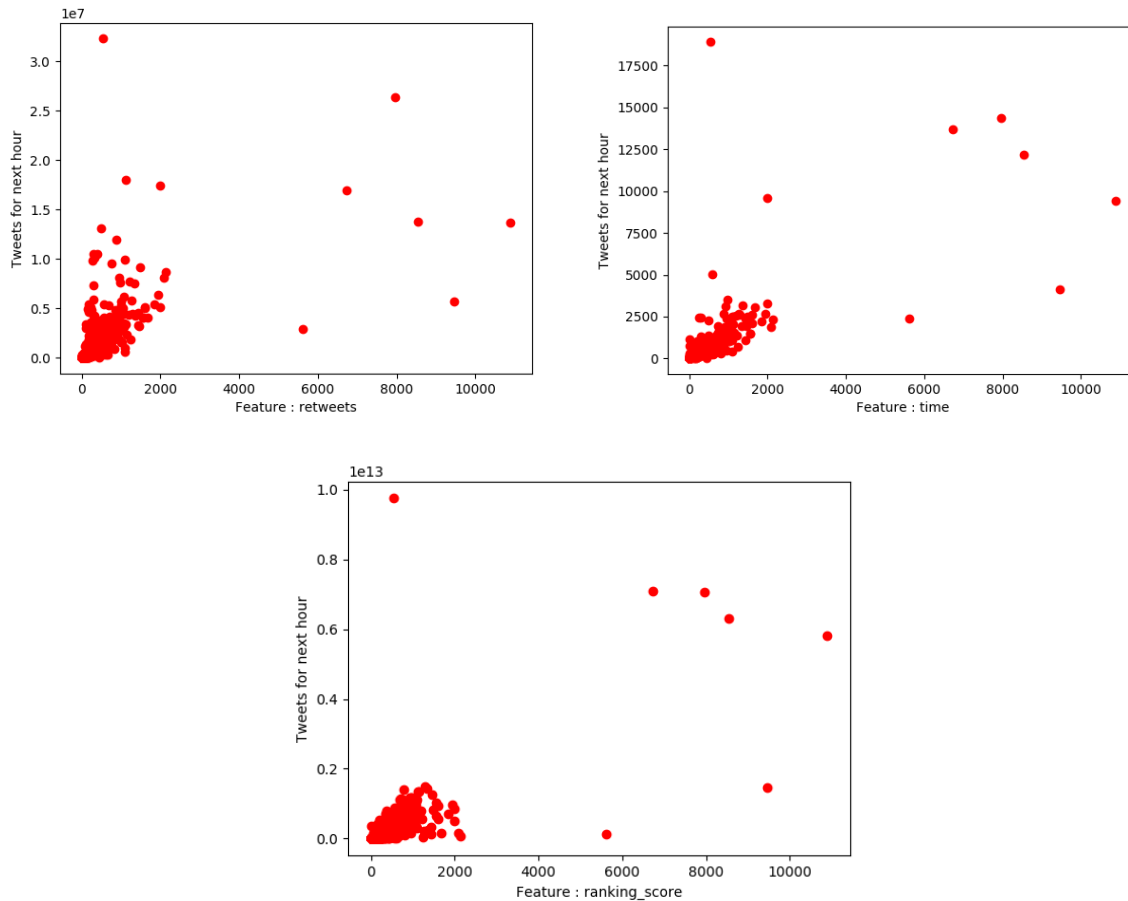 1e7
Tweets for next hour
3.0
2.5
2.0
1.5
1.0
0.5
0.0
0 2000 4000 6000 8000 10000
Feature : retweets
Tweets for next hour
17500
15000
12500
10000
7500
5000
2500
0
0 2000 4000 6000 8000 10000
Feature : time
1e13
Tweets for next hour
1.0
0.8
0.6
0.4
0.2
0.0
0 2000 4000 6000 8000 10000
Feature : ranking_score